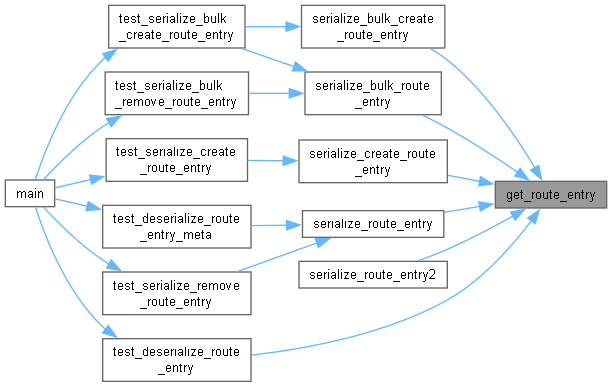 test_serialize_bulk
_create_route_entry
serialize_bulk_create
_route_entry
test_serialize_bulk
_remove_route_entry
serialize_bulk_route
_entry
test_serialize_create
_route_entry
serialize_create_route
_entry
main
get_route_entry
test_deserialize_route
_entry_meta
serialize_route_entry
serialize_route_entry2
test_serialize_remove
_route_entry
test_deserialize_route
_entry